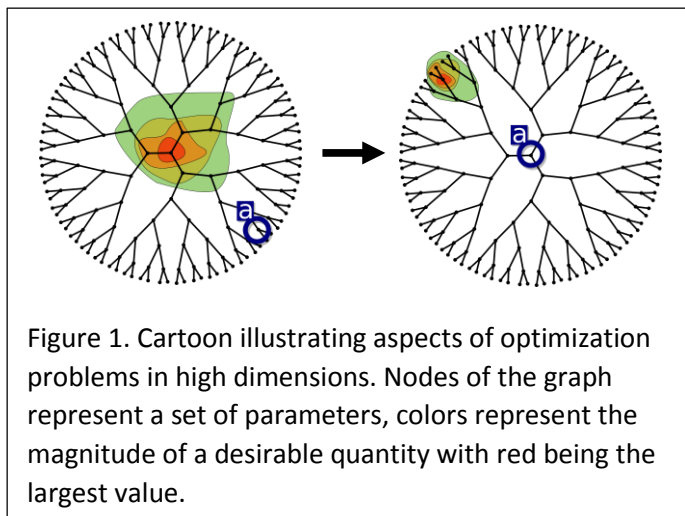 a
a
Figure 1. Cartoon illustrating aspects of optimization
problems in high dimensions. Nodes of the graph
represent a set of parameters, colors represent the
magnitude of a desirable quantity with red being the
largest value.